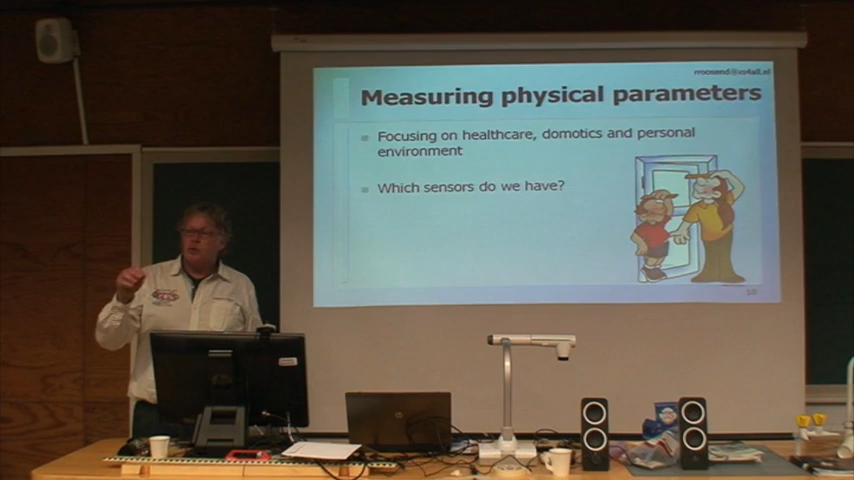 rroosend@xs4all.nl
Measuring physical parameters
Focusing on healthcare, domotics and personal
environment
Which sensors do we have?
10